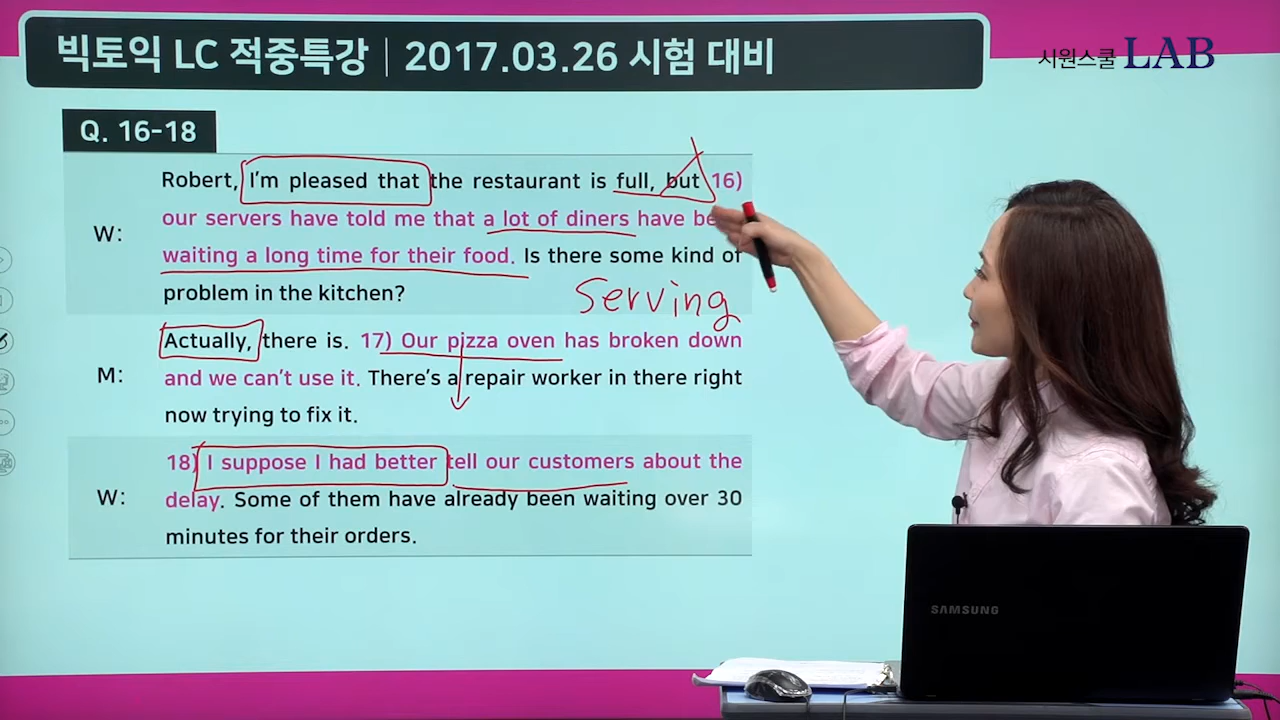 빅토익 LC 적중특강 | 2017.03.26 시험 대비
시원스쿨 LAB
Q. 16-18
W:
Robert, I'm pleased that the restaurant is full, but 16)
our servers have told me that a lot of diners have be
waiting a long time for their food. Is there some kind of
problem in the kitchen?
Serving
M:
Actually, there is. 17) Our pizza oven has broken down
and we can't use it. There's a repair worker in there right
now trying to fix it.
W:
18) I suppose I had better tell our customers about the
delay. Some of them have already been waiting over 30
minutes for their orders.
SAMSUNG